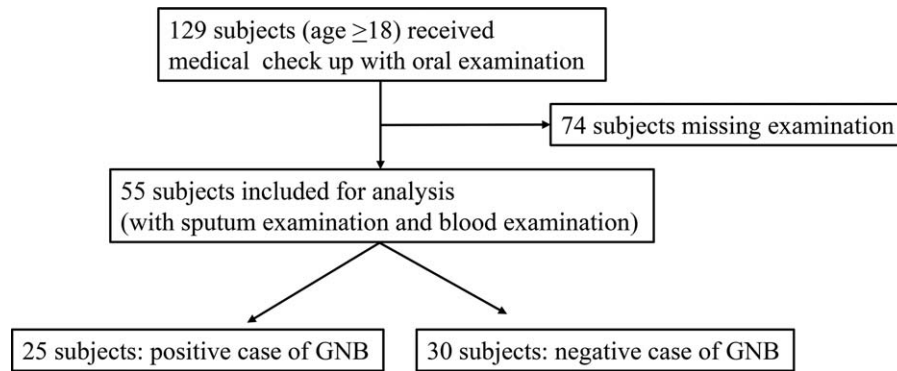 129 subjects (age ≥18) received
medical check up with oral examination
74 subjects missing examination
55 subjects included for analysis
(with sputum examination and blood examination)
25 subjects: positive case of GNB
30 subjects: negative case of GNB